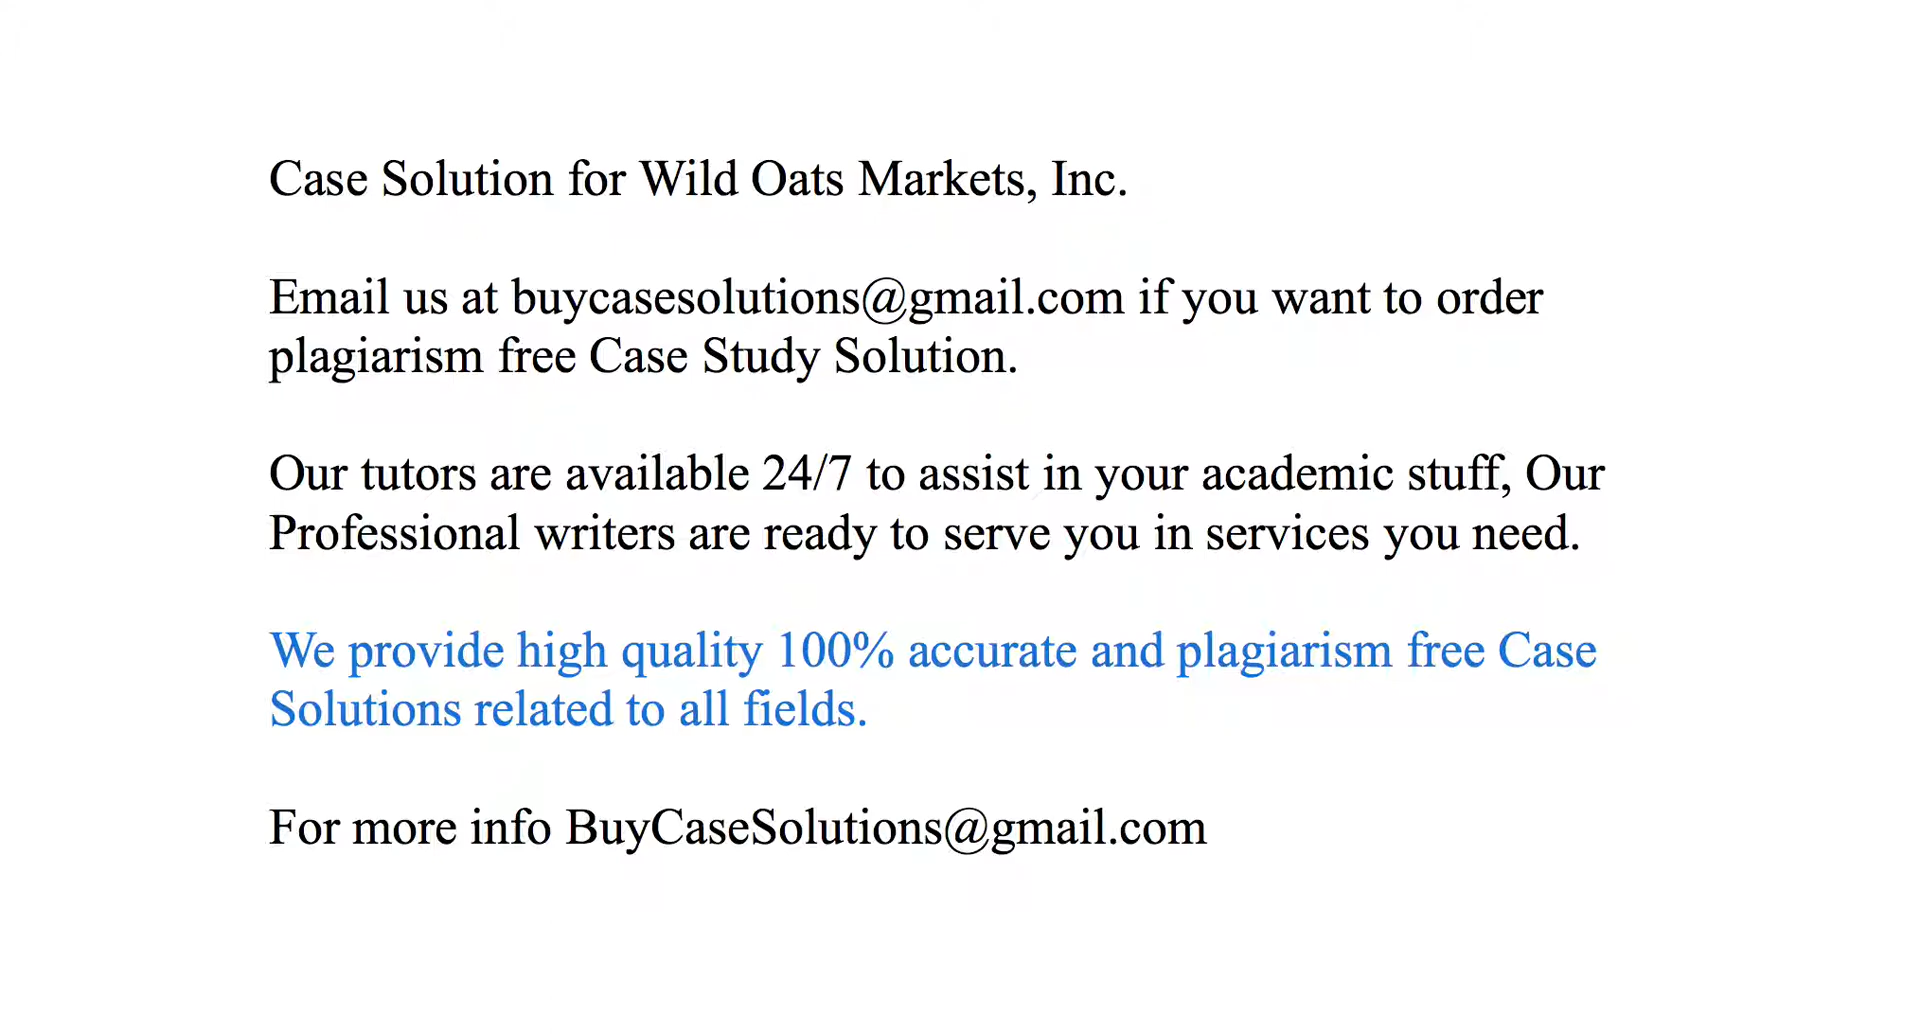 Case Solution for Wild Oats Markets, Inc.
Email us at buycasesolutions@gmail.com if you want to order
plagiarism free Case Study Solution.
Our tutors are available 24/7 to assist in your academic stuff, Our
Professional writers are ready to serve you in services you need.
We provide high quality 100% accurate and plagiarism free Case
Solutions related to all fields.
For more info BuyCaseSolutions@gmail.com